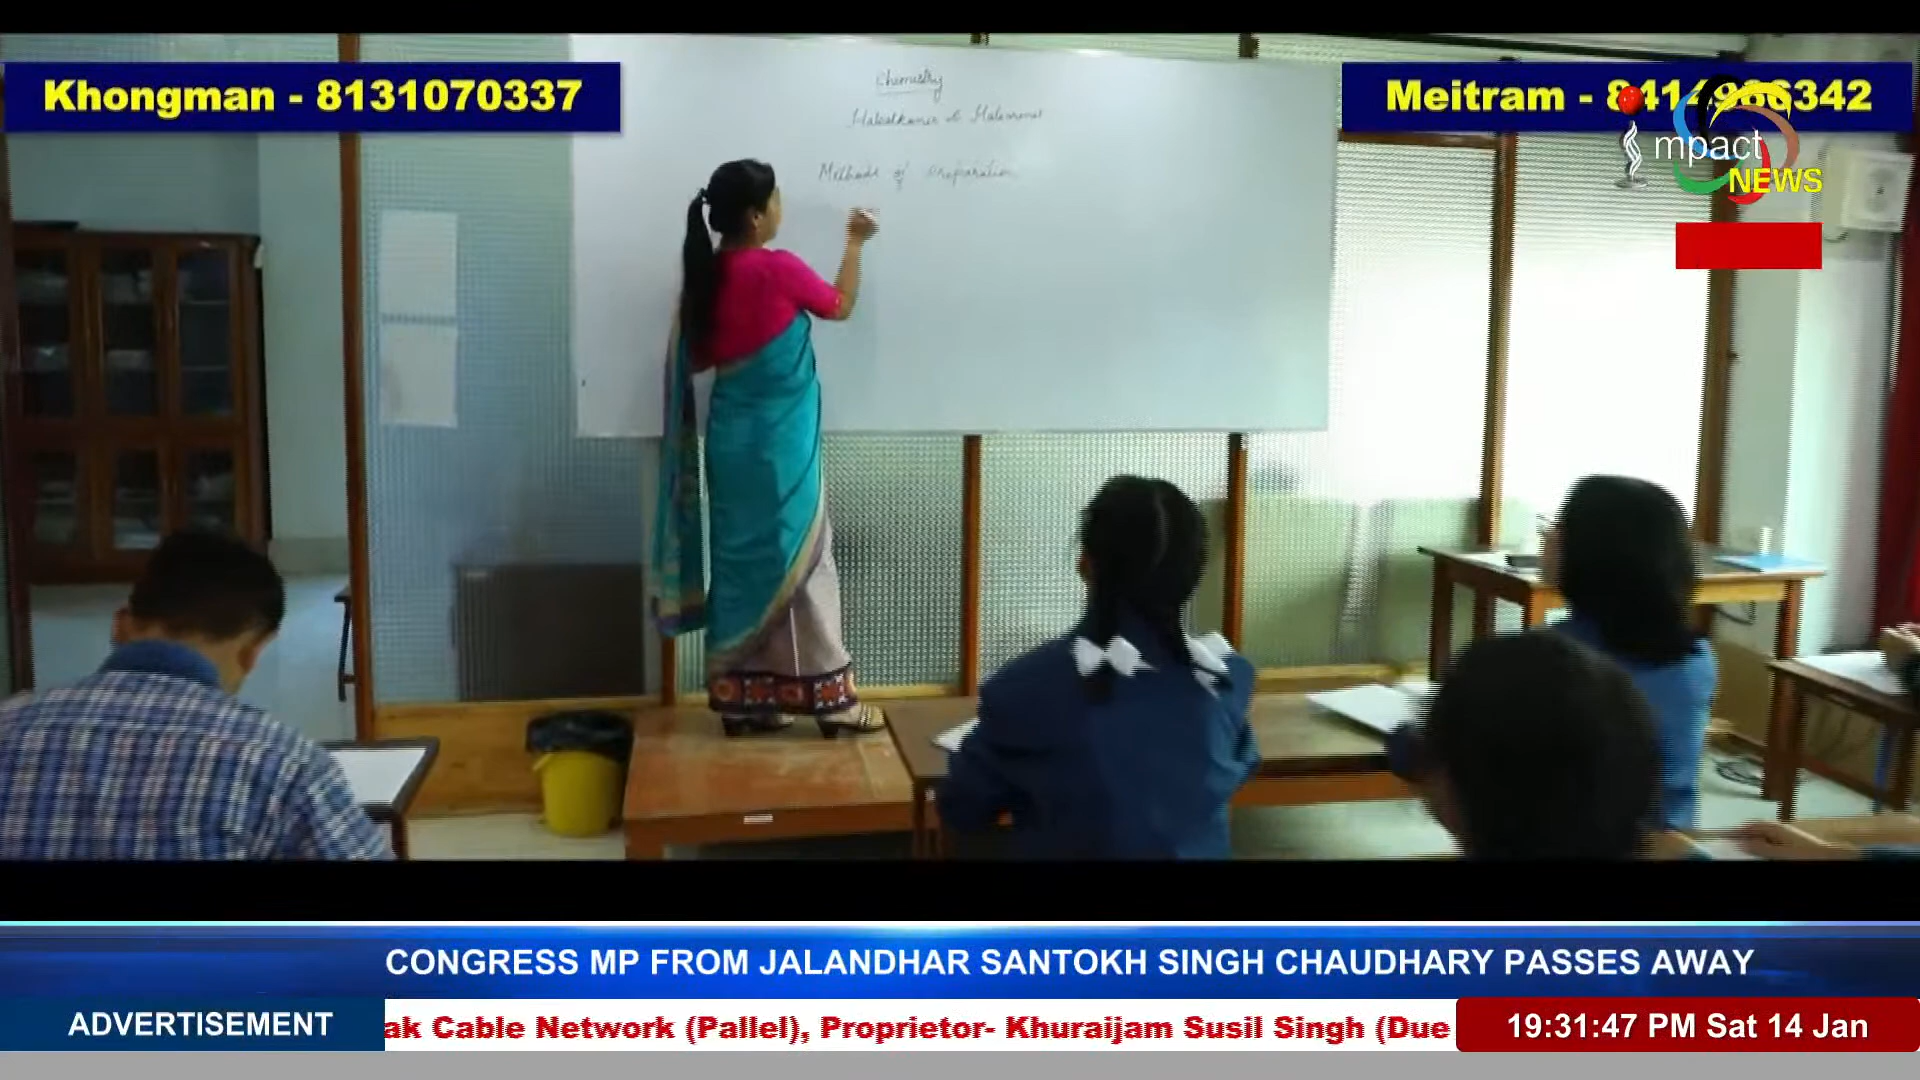 Khongman - 8131070337
Meitram - 8414986342
mpact
NEWS
Chemistry
Haloalkanes & Haloarenes
Methods of Preparation
CONGRESS MP FROM JALANDHAR SANTOKH SINGH CHAUDHARY PASSES AWAY
ADVERTISEMENT
ak Cable Network (Pallel), Proprietor- Khuraijam Susil Singh (Due
19:31:47 PM Sat 14 Jan